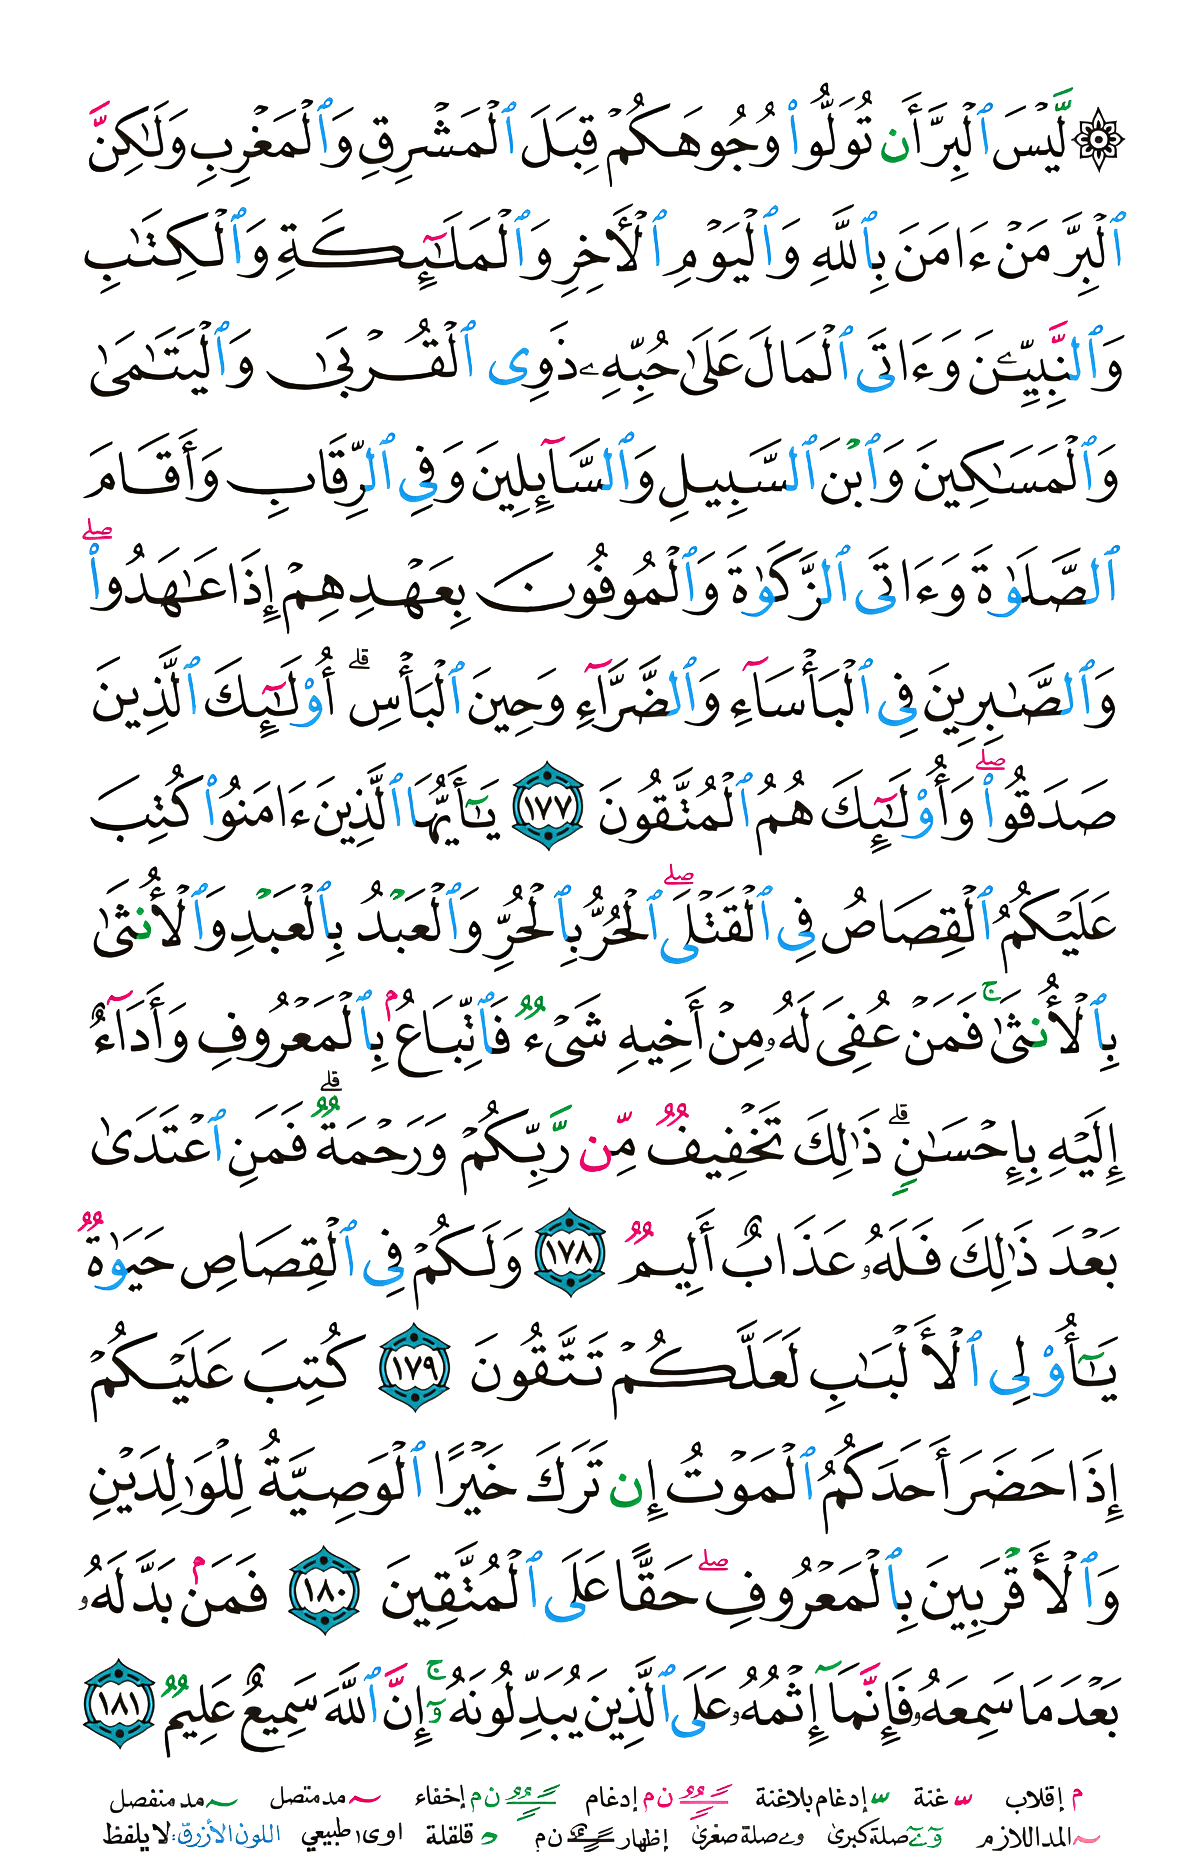 ۞ لَّيْسَ ٱلْبِرَّ أَن تُوَلُّوا۟ وُجُوهَكُمْ قِبَلَ ٱلْمَشْرِقِ وَٱلْمَغْرِبِ وَلَـٰكِنَّ
ٱلْبِرَّ مَنْ ءَامَنَ بِٱللَّهِ وَٱلْيَوْمِ ٱلْأَخِرِ وَٱلْمَلَـٰٓئِكَةِ وَٱلْكِتَـٰبِ
وَٱلنَّبِيِّـۧنَ وَءَاتَى ٱلْمَالَ عَلَىٰ حُبِّهِۦ ذَوِى ٱلْقُرْبَىٰ وَٱلْيَتَـٰمَىٰ
وَٱلْمَسَـٰكِينَ وَٱبْنَ ٱلسَّبِيلِ وَٱلسَّآئِلِينَ وَفِى ٱلرِّقَابِ وَأَقَامَ
ٱلصَّلَوٰةَ وَءَاتَى ٱلزَّكَوٰةَ وَٱلْمُوفُونَ بِعَهْدِهِمْ إِذَا عَـٰهَدُوا۟ ۖ
وَٱلصَّـٰبِرِينَ فِى ٱلْبَأْسَآءِ وَٱلضَّرَّآءِ وَحِينَ ٱلْبَأْسِ ۗ أُو۟لَـٰٓئِكَ ٱلَّذِينَ
صَدَقُوا۟ ۖ وَأُو۟لَـٰٓئِكَ هُمُ ٱلْمُتَّقُونَ ١٧٧ يَـٰٓأَيُّهَا ٱلَّذِينَ ءَامَنُوا۟ كُتِبَ
عَلَيْكُمُ ٱلْقِصَاصُ فِى ٱلْقَتْلَى ۖ ٱلْحُرُّ بِٱلْحُرِّ وَٱلْعَبْدُ بِٱلْعَبْدِ وَٱلْأُنثَىٰ
بِٱلْأُنثَىٰ ۚ فَمَنْ عُفِىَ لَهُۥ مِنْ أَخِيهِ شَىْءٌ فَٱتِّبَاعٌۢ بِٱلْمَعْرُوفِ وَأَدَآءٌ
إِلَيْهِ بِإِحْسَـٰنٍ ۗ ذَٰلِكَ تَخْفِيفٌ مِّن رَّبِّكُمْ وَرَحْمَةٌ ۗ فَمَنِ ٱعْتَدَىٰ
بَعْدَ ذَٰلِكَ فَلَهُۥ عَذَابٌ أَلِيمٌ ١٧٨ وَلَكُمْ فِى ٱلْقِصَاصِ حَيَوٰةٌ
يَـٰٓأُو۟لِى ٱلْأَلْبَـٰبِ لَعَلَّكُمْ تَتَّقُونَ ١٧٩ كُتِبَ عَلَيْكُمْ
إِذَا حَضَرَ أَحَدَكُمُ ٱلْمَوْتُ إِن تَرَكَ خَيْرًا ٱلْوَصِيَّةُ لِلْوَٰلِدَيْنِ
وَٱلْأَقْرَبِينَ بِٱلْمَعْرُوفِ ۖ حَقًّا عَلَى ٱلْمُتَّقِينَ ١٨٠ فَمَنۢ بَدَّلَهُۥ
بَعْدَ مَا سَمِعَهُۥ فَإِنَّمَآ إِثْمُهُۥ عَلَى ٱلَّذِينَ يُبَدِّلُونَهُۥٓ ۚ إِنَّ ٱللَّهَ سَمِيعٌ عَلِيمٌ ١٨١
م إقلاب غنة إدغام بلاغنة ن م إدغام ن م إخفاء مد متصل مد منفصل
المد اللازم صلة كبرى و ے صلة صغرى إظهار ن م قلقلة ا و ى طبيعي اللون الأزرق: لا يلفظ